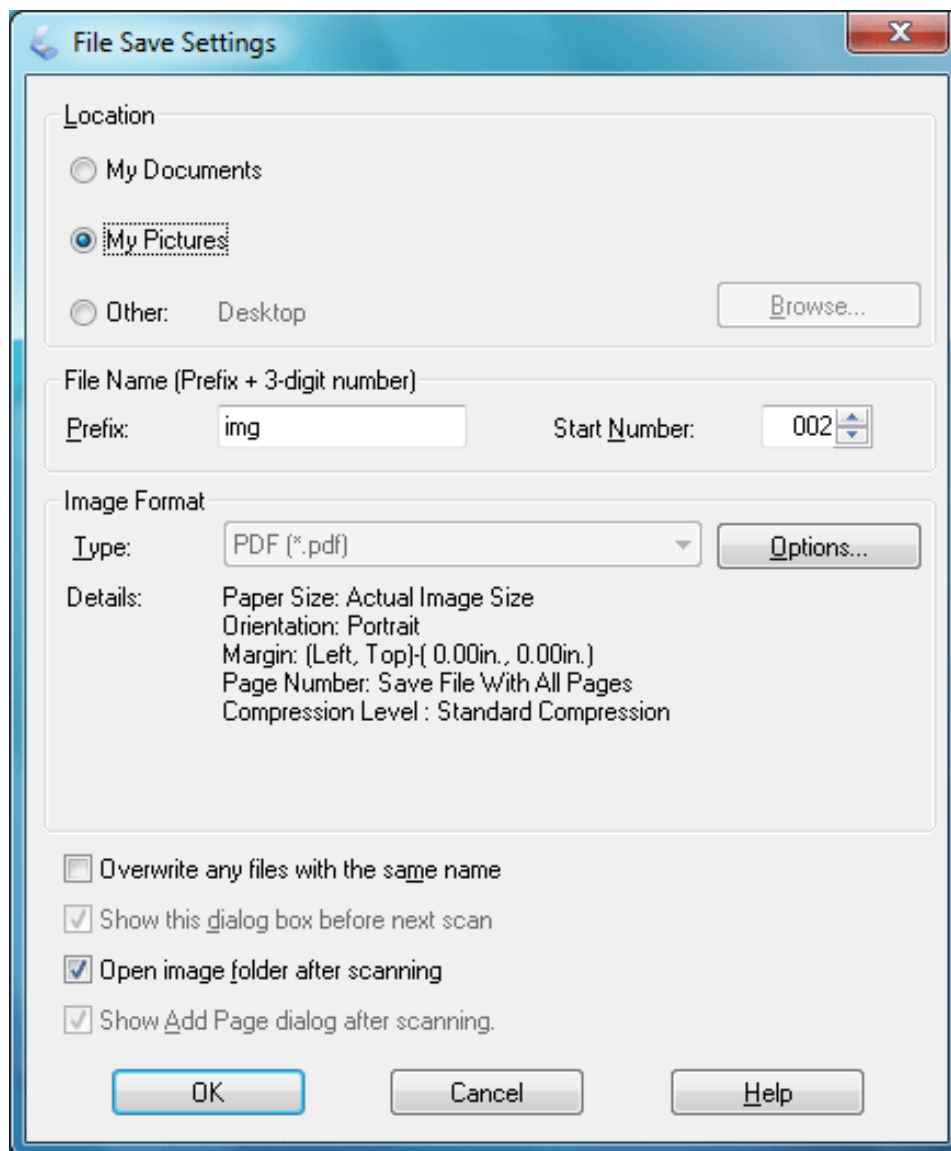 File Save Settings
Location
My Documents
My Pictures
Other: Desktop Browse...
File Name (Prefix + 3-digit number)
Prefix: img Start Number: 002
Image Format
Type: PDF (*.pdf) Options...
Details: Paper Size: Actual Image Size
Orientation: Portrait
Margin: (Left, Top)-( 0.00in., 0.00in.)
Page Number: Save File With All Pages
Compression Level : Standard Compression
Overwrite any files with the same name
Show this dialog box before next scan
Open image folder after scanning
Show Add Page dialog after scanning.
OK Cancel Help